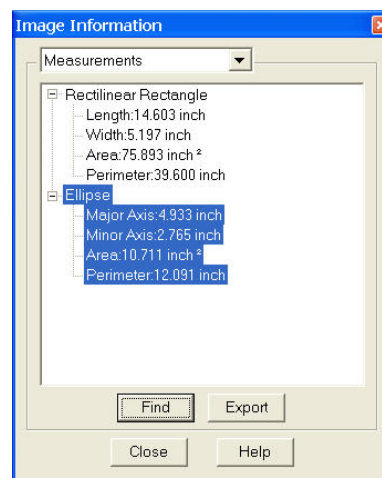 Image Information
Measurements
Rectilinear Rectangle
Length:14.603 inch
Width:5.197 inch
Area:75.893 inch ²
Perimeter:39.600 inch
Ellipse
Major Axis:4.933 inch
Minor Axis:2.765 inch
Area:10.711 inch ²
Perimeter:12.091 inch
Find Export
Close Help